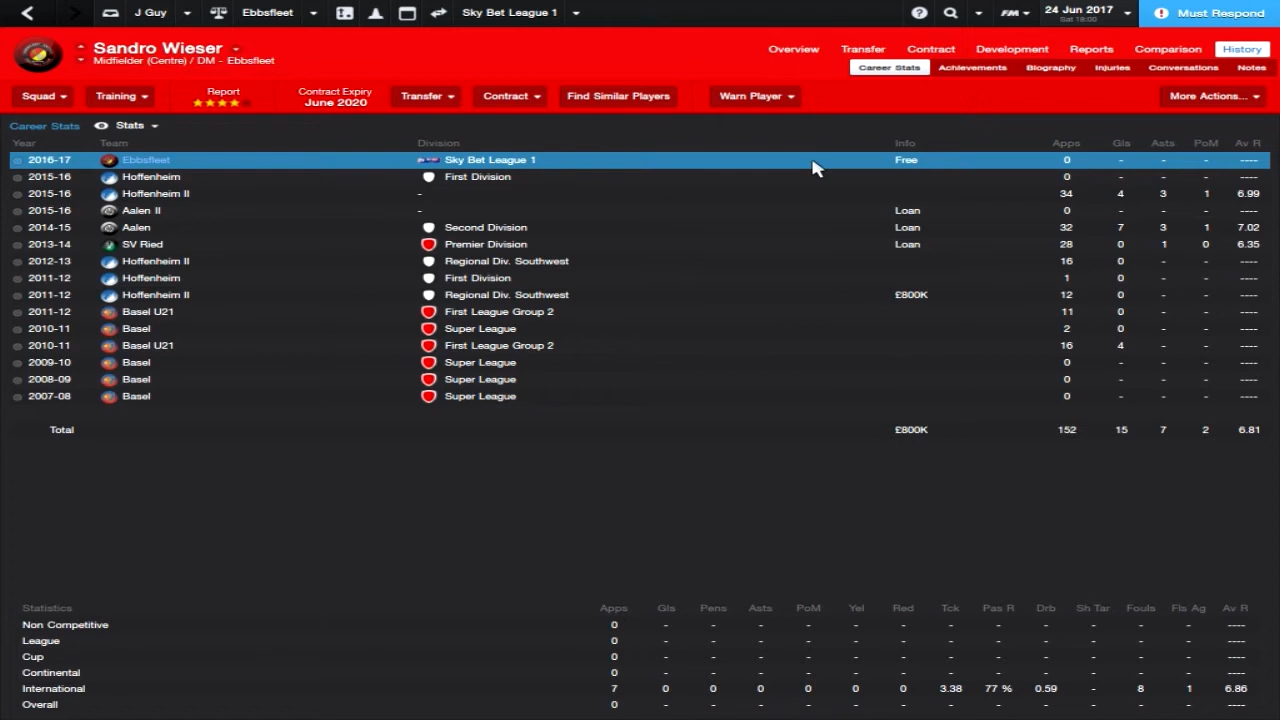 J Guy Ebbsfleet Sky Bet League 1 FM 24 Jun 2017 Sat 18:00 Must Respond
Sandro Wieser
Midfielder (Centre) / DM - Ebbsfleet
Overview Transfer Contract Development Reports Comparison History
Career Stats Achievements Biography Injuries Conversations Notes
Squad Training Report Contract Expiry June 2020 Transfer Contract Find Similar Players Warn Player More Actions...
Career Stats Stats
Year Team Division Info Apps Gls Asts PoM Av R
2016-17 Ebbsfleet Sky Bet League 1 Free 0 - - - ----
2015-16 Hoffenheim First Division 0 - - - ----
2015-16 Hoffenheim II - 34 4 3 1 6.99
2015-16 Aalen II - Loan 0 - - - ----
2014-15 Aalen Second Division Loan 32 7 3 1 7.02
2013-14 SV Ried Premier Division Loan 28 0 1 0 6.35
2012-13 Hoffenheim II Regional Div. Southwest 16 0 - - ----
2011-12 Hoffenheim First Division 1 0 - - ----
2011-12 Hoffenheim II Regional Div. Southwest £800K 12 0 - - ----
2011-12 Basel U21 First League Group 2 11 0 - - ----
2010-11 Basel Super League 2 0 - - ----
2010-11 Basel U21 First League Group 2 16 4 - - ----
2009-10 Basel Super League 0 0 - - ----
2008-09 Basel Super League 0 - - - ----
2007-08 Basel Super League 0 - - - ----
Total £800K 152 15 7 2 6.81
Statistics Apps Gls Pens Asts PoM Yel Red Tck Pas R Drb Sh Tar Fouls Fls Ag Av R
Non Competitive 0 - - - - - - - - - - - - ----
League 0 - - - - - - - - - - - - ----
Cup 0 - - - - - - - - - - - - ----
Continental 0 - - - - - - - - - - - - ----
International 7 0 0 0 0 0 0 3.38 77 % 0.59 - 8 1 6.86
Overall 0 - - - - - - - - - - - - ----